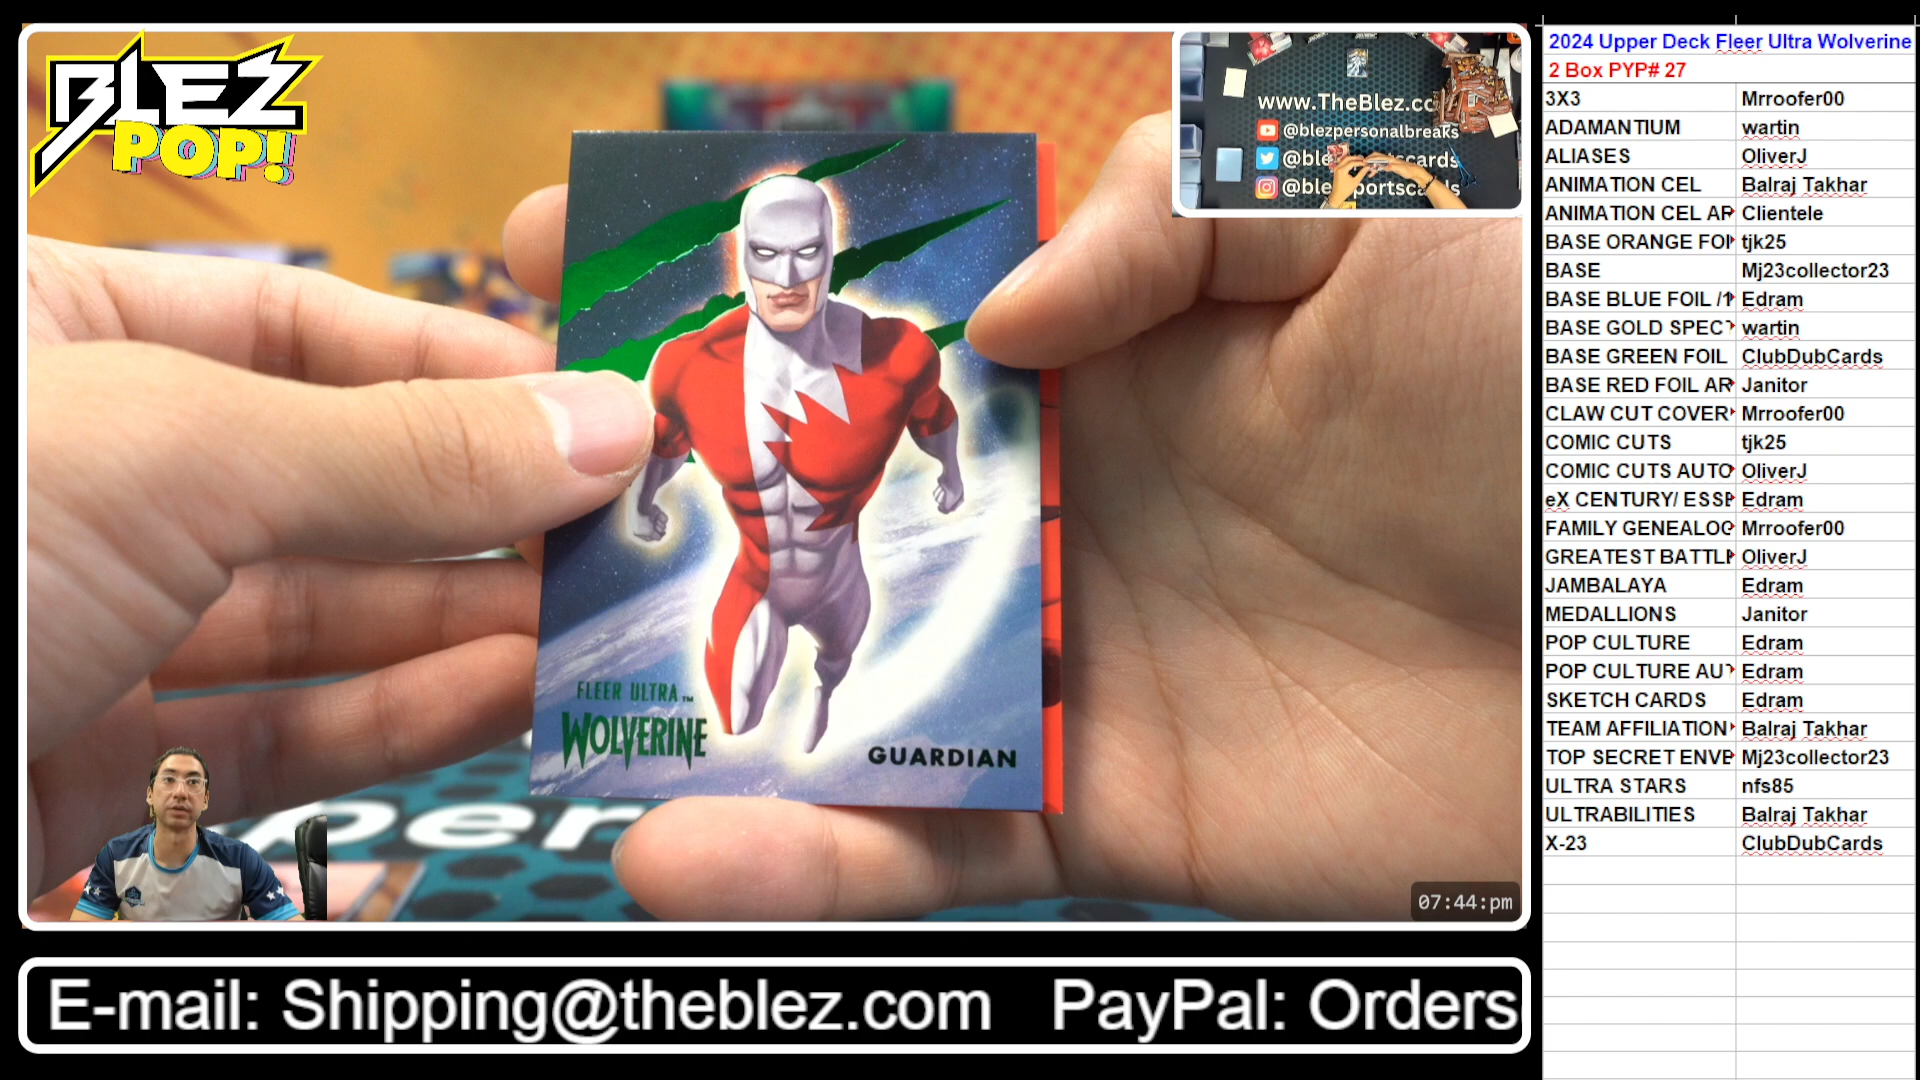 BLEZ
POP!
www.TheBlez.co
@blezpersonalbreaks
FLEER ULTRA™
WOLVERINE
GUARDIAN
07:44:pm
E-mail: Shipping@theblez.com PayPal: Orders
2024 Upper Deck Fleer Ultra Wolverine
2 Box PYP# 27
3X3 Mrroofer00
ADAMANTIUM wartin
ALIASES OliverJ
ANIMATION CEL Balraj Takhar
ANIMATION CEL AR Clientele
BASE ORANGE FOI tjk25
BASE Mj23collector23
BASE BLUE FOIL /1 Edram
BASE GOLD SPECT wartin
BASE GREEN FOIL ClubDubCards
BASE RED FOIL AR Janitor
CLAW CUT COVER Mrroofer00
COMIC CUTS tjk25
COMIC CUTS AUTO OliverJ
eX CENTURY/ ESSE Edram
FAMILY GENEALOG Mrroofer00
GREATEST BATTLE OliverJ
JAMBALAYA Edram
MEDALLIONS Janitor
POP CULTURE Edram
POP CULTURE AUT Edram
SKETCH CARDS Edram
TEAM AFFILIATION Balraj Takhar
TOP SECRET ENVE Mj23collector23
ULTRA STARS nfs85
ULTRABILITIES Balraj Takhar
X-23 ClubDubCards